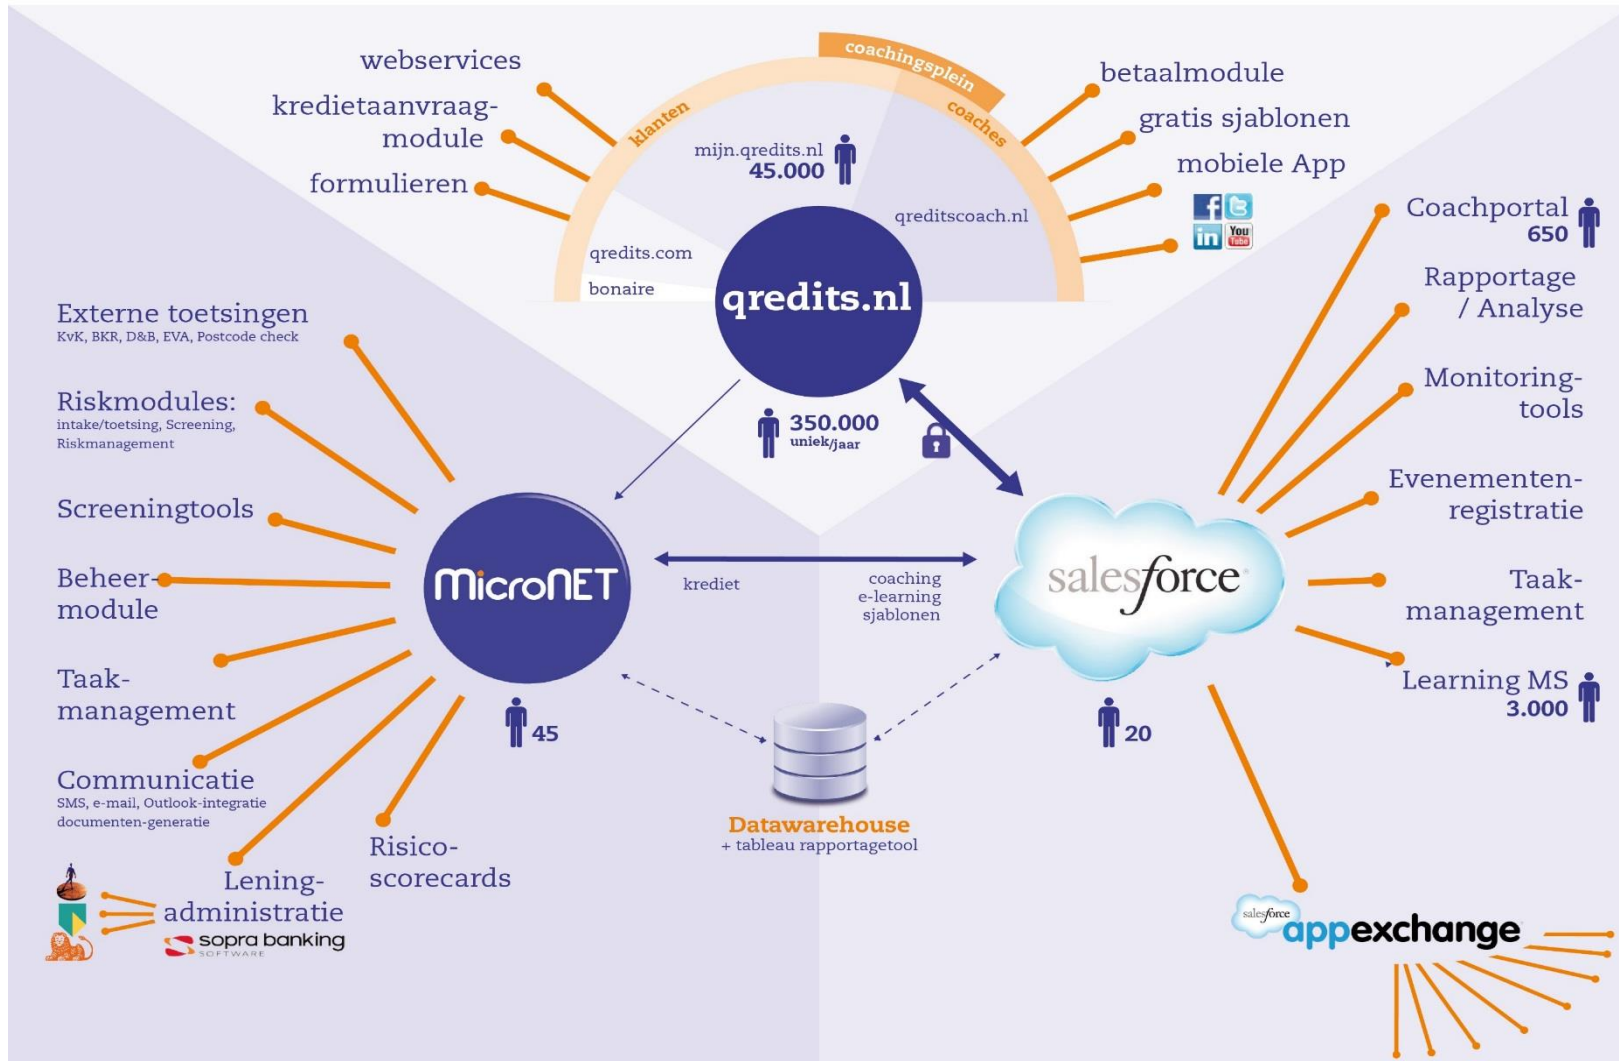 webservices
kredietaanvraag-
module
formulieren
klanten
coachingsplein
coaches
mijn.qredits.nl
45.000
qreditscoach.nl
qredits.com
bonaire
qredits.nl
betaalmodule
gratis sjablonen
mobiele App
f
in
You
Tube
350.000
uniek/jaar
Externe toetsingen
KvK, BKR, D&B, EVA, Postcode check
Riskmodules:
intake/toetsing, Screening,
Riskmanagement
Screeningtools
Beheer-
module
Taak-
management
Communicatie
SMS, e-mail, Outlook-integratie
documenten-generatie
Lening-
administratie
sopra banking
SOFTWARE
Risico-
scorecards
MicroNET
45
krediet
coaching
e-learning
sjablonen
Datawarehouse
+ tableau rapportagetool
salesforce
20
Coachportal
650
Rapportage
/ Analyse
Monitoring-
tools
Evenementen-
registratie
Taak-
management
Learning MS
3.000
salesforce
appexchange